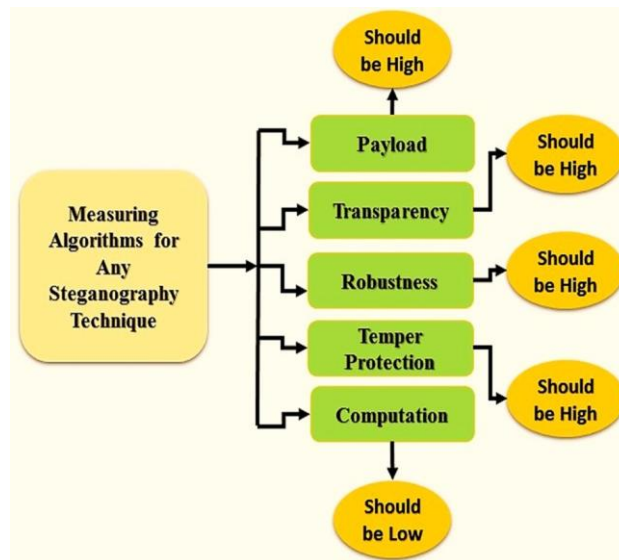 Should
be High
Payload
Should
be High
Transparency
Measuring
Algorithms for
Any
Steganography
Technique
Robustness
Should
be High
Temper
Protection
Should
be High
Computation
Should
be Low